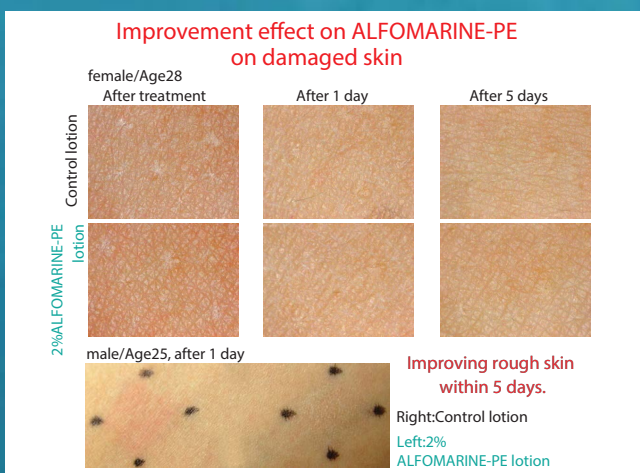 Improvement effect on ALFOMARINE-PE
on damaged skin
female/Age28
After treatment
After 1 day
After 5 days
Control lotion
2%ALFOMARINE-PE
lotion
male/Age25, after 1 day
Improving rough skin
within 5 days.
Right:Control lotion
Left:2%
ALFOMARINE-PE lotion